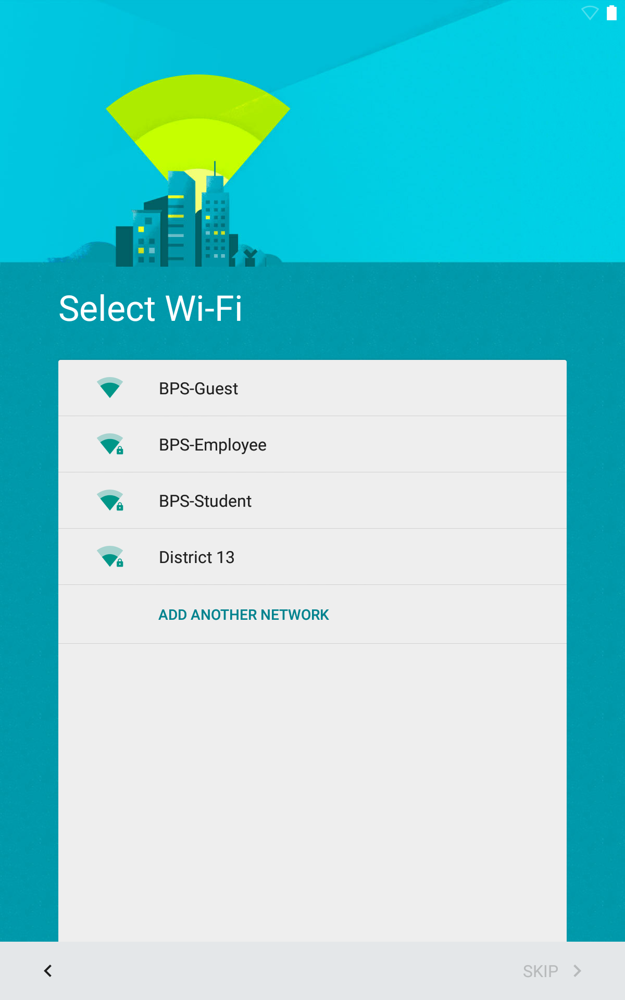 Select Wi-Fi
BPS-Guest
BPS-Employee
BPS-Student
District 13
ADD ANOTHER NETWORK
SKIP